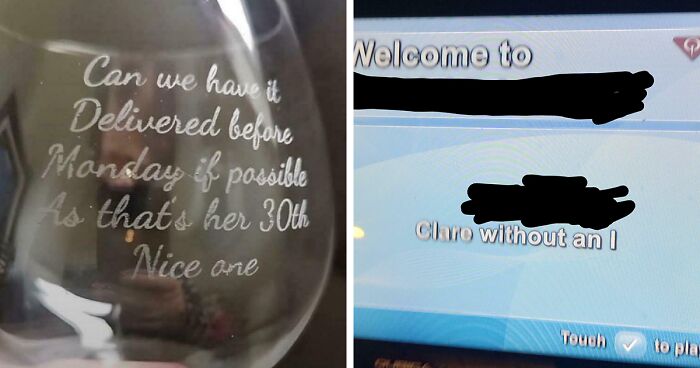 Can we have it
Delivered before
Monday if possible
As that's her 30th
Nice one
Welcome to
Clare without an I
Touch
to pla